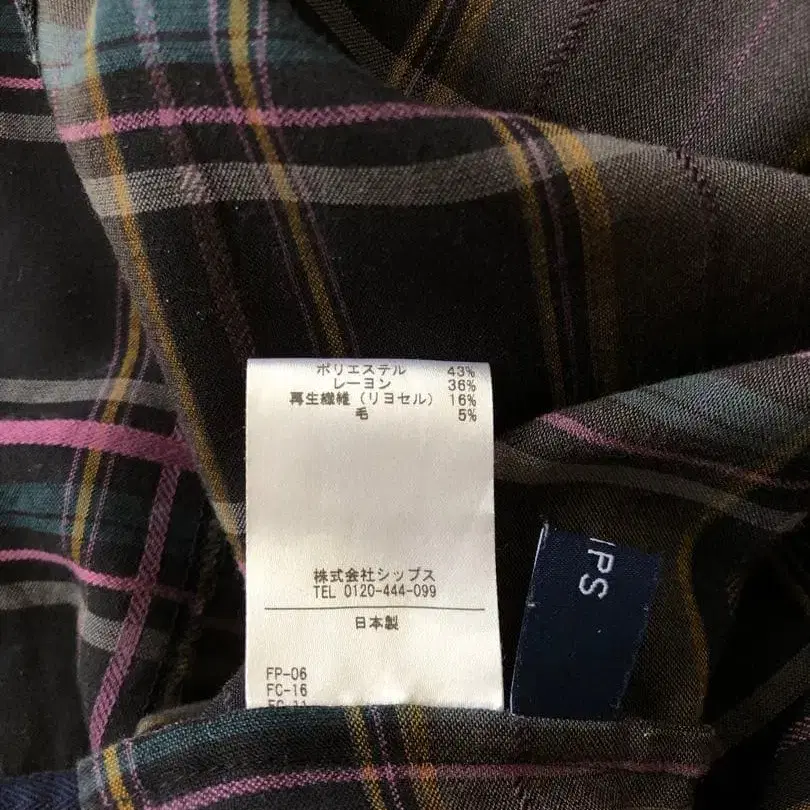 ポリエステル 43%
レーヨン 36%
再生繊維（リヨセル） 16%
毛 5%
株式会社シップス
TEL 0120-444-099
日本製
FP-06
FC-16
IPS